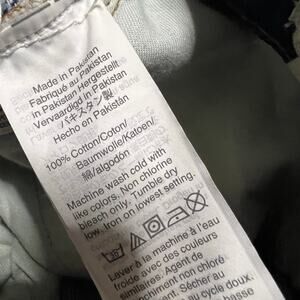 Made in Pakistan
Fabriqué au Pakistan
in Pakistan Hergestellt
Vervaardigd in Pakistan
パキスタン製
Hecho en Pakistán
100% Cotton/Coton/
Baumwolle/Katoen/
綿/algodón
Machine wash cold with
like colors. Non chlorine
bleach only. Tumble dry
low. Iron on lowest setting.
Laver à la machine à l'eau
froide avec des couleurs
similaires. Agent de
blanchiment non chloré